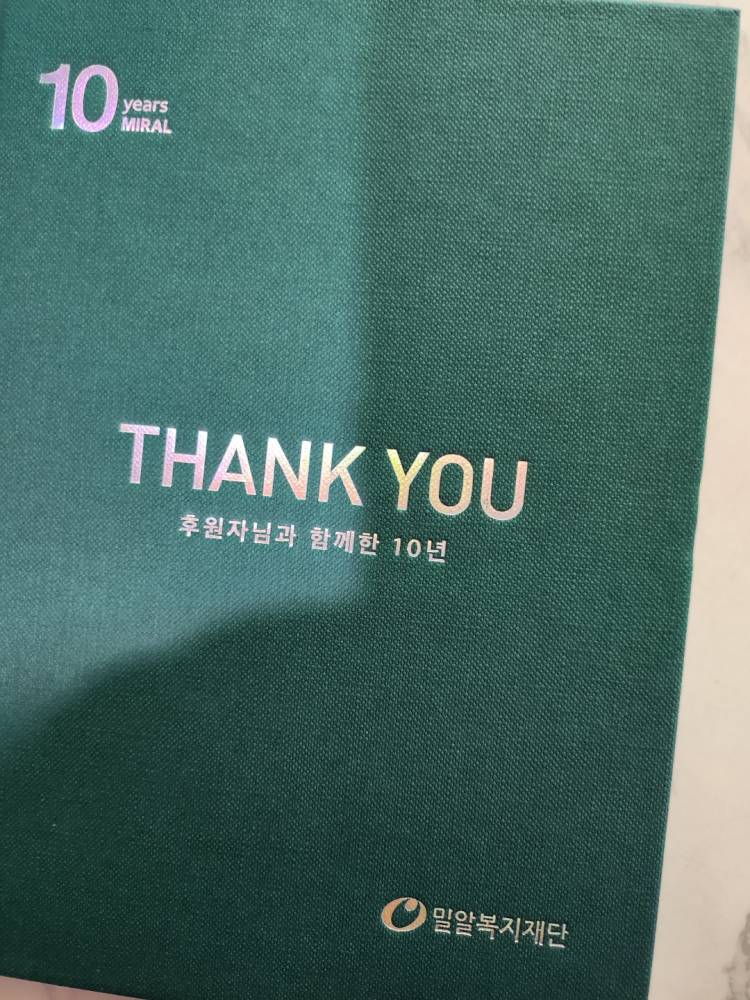 10 years
MIRAL
THANK YOU
후원자님과 함께한 10년
밀알복지재단